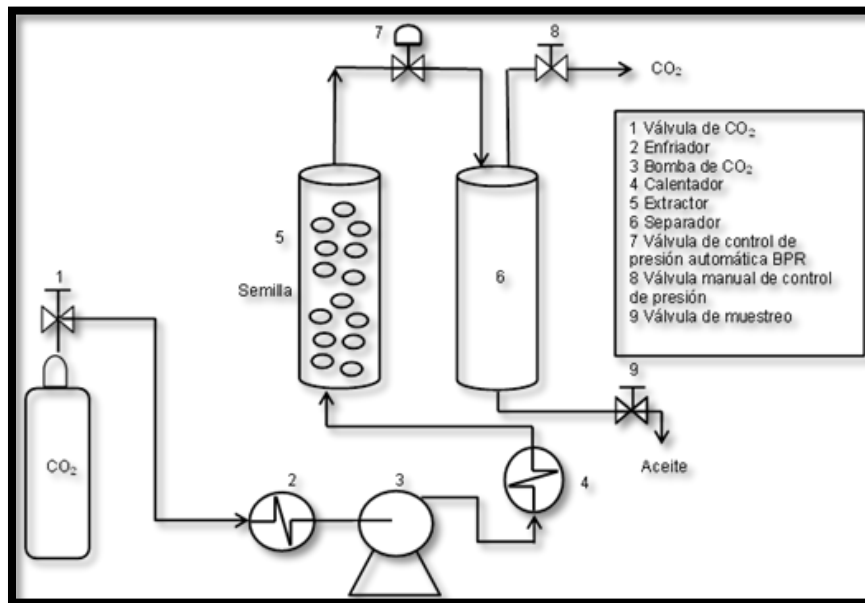 7
8
CO₂
1 Válvula de CO₂
2 Enfriador
3 Bomba de CO₂
4 Calentador
5 Extractor
6 Separador
7 Válvula de control de
presión automática BPR
8 Válvula manual de control
de presión
9 Válvula de muestreo
5
Semilla
6
1
9
CO₂
Aceite
2
3
4